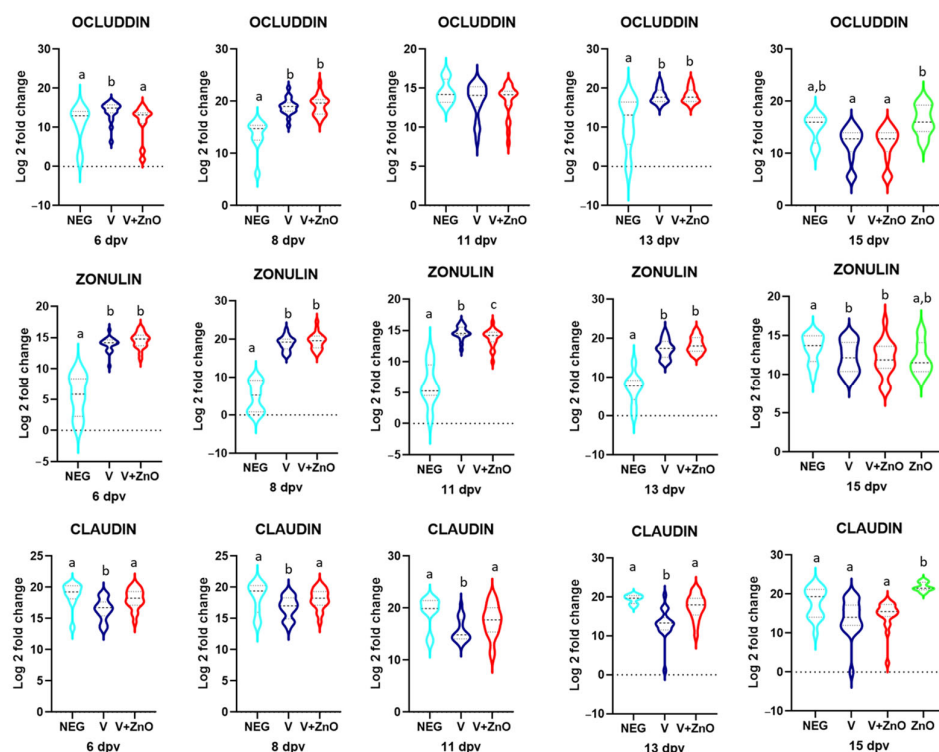 OCLUDDIN OCLUDDIN OCLUDDIN OCLUDDIN OCLUDDIN
Log 2 fold change
30
20
10
0
−10
a b a
NEG V V+ZnO
6 dpv
Log 2 fold change
30
20
10
0
a b b
NEG V V+ZnO
8 dpv
Log 2 fold change
20
15
10
5
0
NEG V V+ZnO
11 dpv
Log 2 fold change
30
20
10
0
−10
a b b
NEG V V+ZnO
13 dpv
Log 2 fold change
30
20
10
0
a,b a a b
NEG V V+ZnO ZnO
15 dpv
ZONULIN ZONULIN ZONULIN ZONULIN ZONULIN
Log 2 fold change
20
15
10
5
0
−5
a b b
NEG V V+ZnO
6 dpv
Log 2 fold change
30
20
10
0
−10
a b b
NEG V V+ZnO
8 dpv
Log 2 fold change
20
15
10
5
0
−5
a b c
NEG V V+ZnO
11 dpv
Log 2 fold change
30
20
10
0
−10
a b b
NEG V V+ZnO
13 dpv
Log 2 fold change
20
15
10
5
0
a b b a,b
NEG V V+ZnO ZnO
15 dpv
CLAUDIN CLAUDIN CLAUDIN CLAUDIN CLAUDIN
Log 2 fold change
25
20
15
10
5
0
a b a
NEG V V+ZnO
6 dpv
Log 2 fold change
25
20
15
10
5
0
a b a
NEG V V+ZnO
8 dpv
Log 2 fold change
30
20
10
0
a b a
NEG V V+ZnO
11 dpv
Log 2 fold change
30
20
10
0
−10
a b a
NEG V V+ZnO
13 dpv
Log 2 fold change
30
20
10
0
−10
a a a b
NEG V V+ZnO ZnO
15 dpv